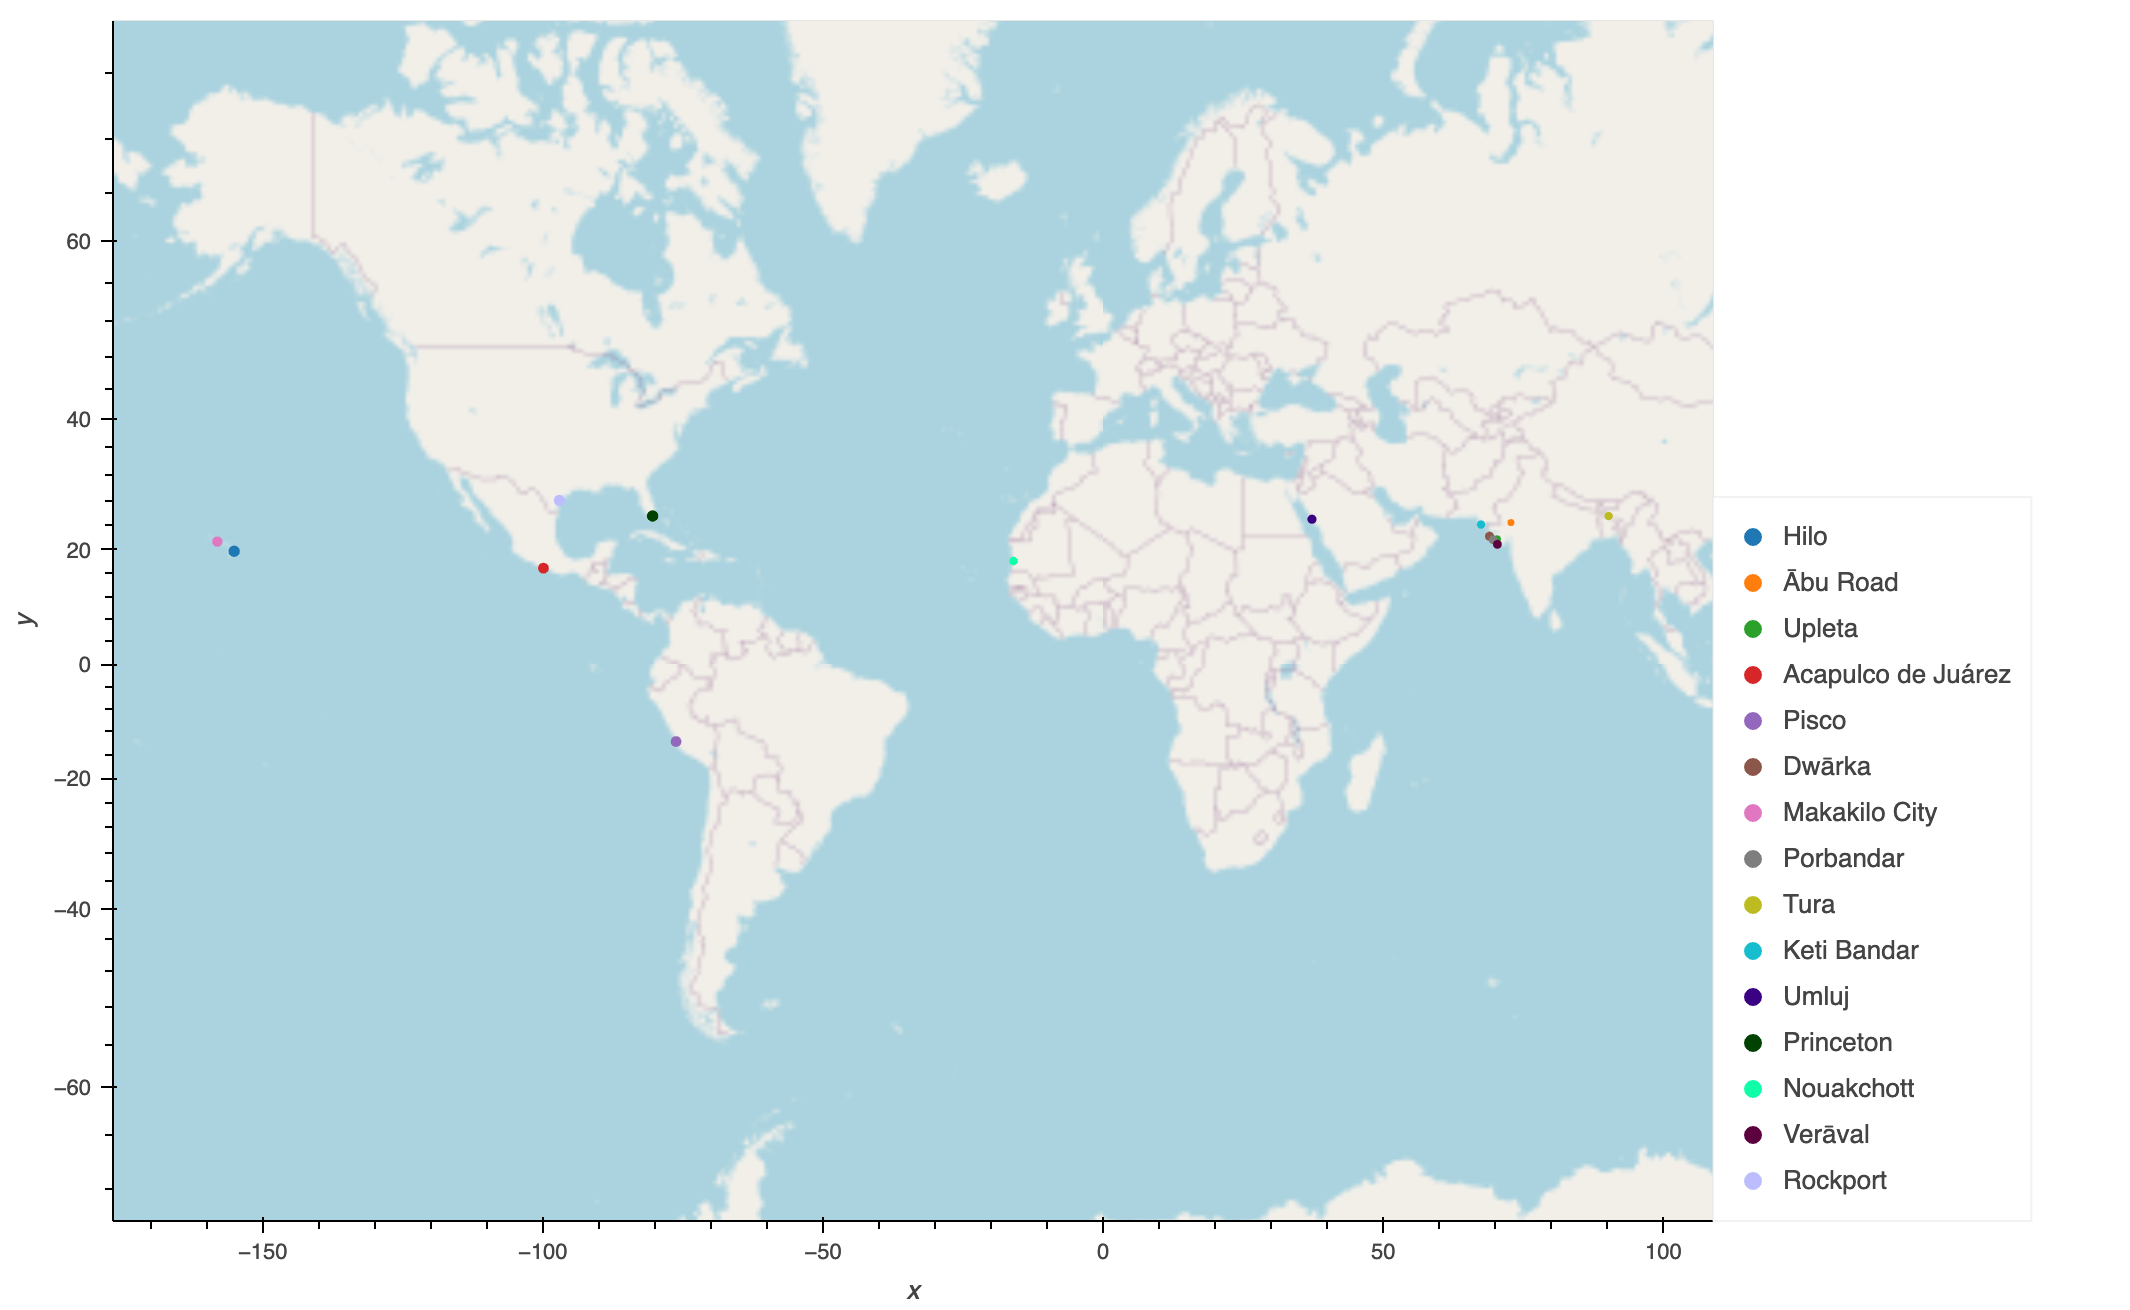 60
40
20
0
−20
−40
−60
y
−150
−100
−50
0
50
100
x
Hilo
Ābu Road
Upleta
Acapulco de Juárez
Pisco
Dwārka
Makakilo City
Porbandar
Tura
Keti Bandar
Umluj
Princeton
Nouakchott
Verāval
Rockport